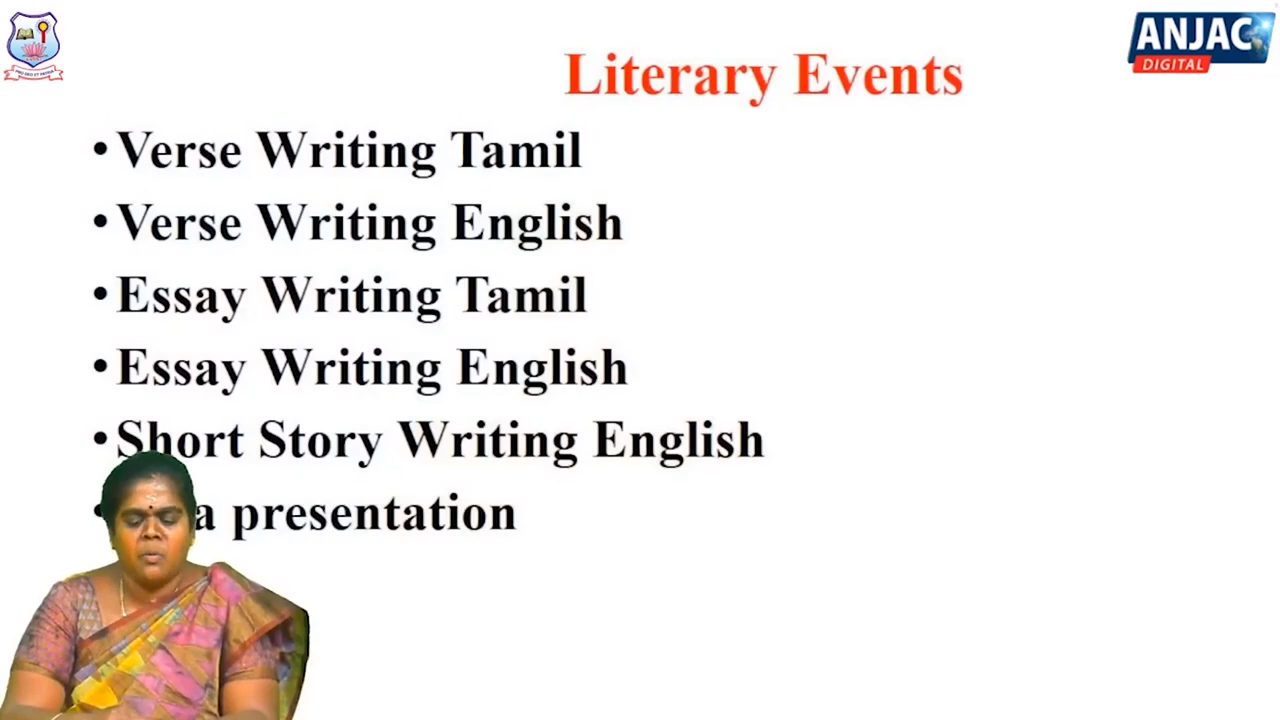 ANJAC
DIGITAL
Literary Events
• Verse Writing Tamil
• Verse Writing English
• Essay Writing Tamil
• Essay Writing English
• Short Story Writing English
presentation